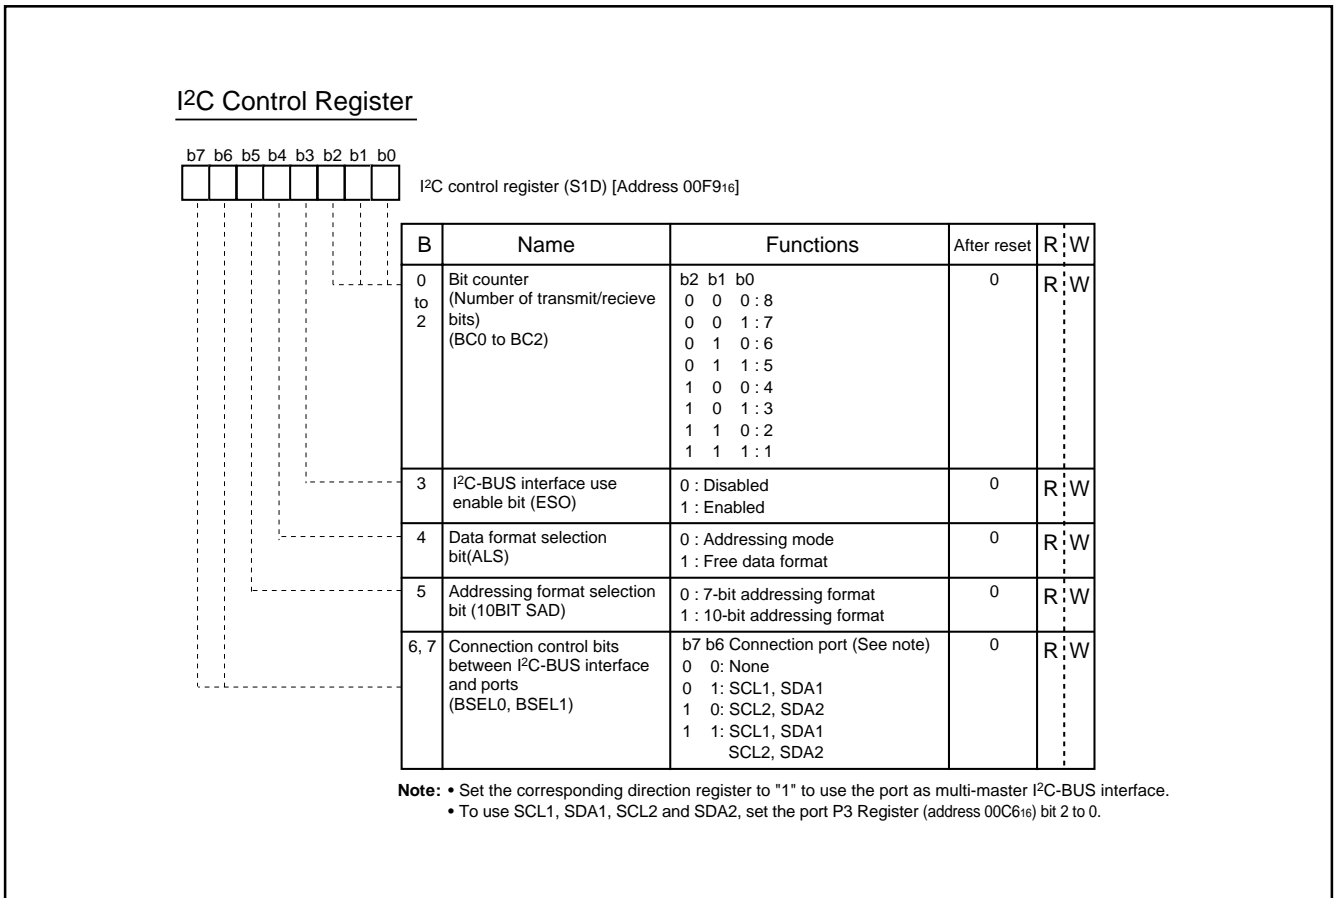 I2C Control Register
b7 b6 b5 b4 b3 b2 b1 b0
I2C control register (S1D) [Address 00F916]
B Name Functions After reset R W
0 to 2
Bit counter
(Number of transmit/recieve
bits)
(BC0 to BC2)
b2 b1 b0
0 0 0 : 8
0 0 1 : 7
0 1 0 : 6
0 1 1 : 5
1 0 0 : 4
1 0 1 : 3
1 1 0 : 2
1 1 1 : 1
0
R W
3
I2C-BUS interface use
enable bit (ESO)
0 : Disabled
1 : Enabled
0
R W
4
Data format selection
bit(ALS)
0 : Addressing mode
1 : Free data format
0
R W
5
Addressing format selection
bit (10BIT SAD)
0 : 7-bit addressing format
1 : 10-bit addressing format
0
R W
6, 7
Connection control bits
between I2C-BUS interface
and ports
(BSEL0, BSEL1)
b7 b6 Connection port (See note)
0 0: None
0 1: SCL1, SDA1
1 0: SCL2, SDA2
1 1: SCL1, SDA1
SCL2, SDA2
0
R W
Note: • Set the corresponding direction register to "1" to use the port as multi-master I2C-BUS interface.
• To use SCL1, SDA1, SCL2 and SDA2, set the port P3 Register (address 00C616) bit 2 to 0.